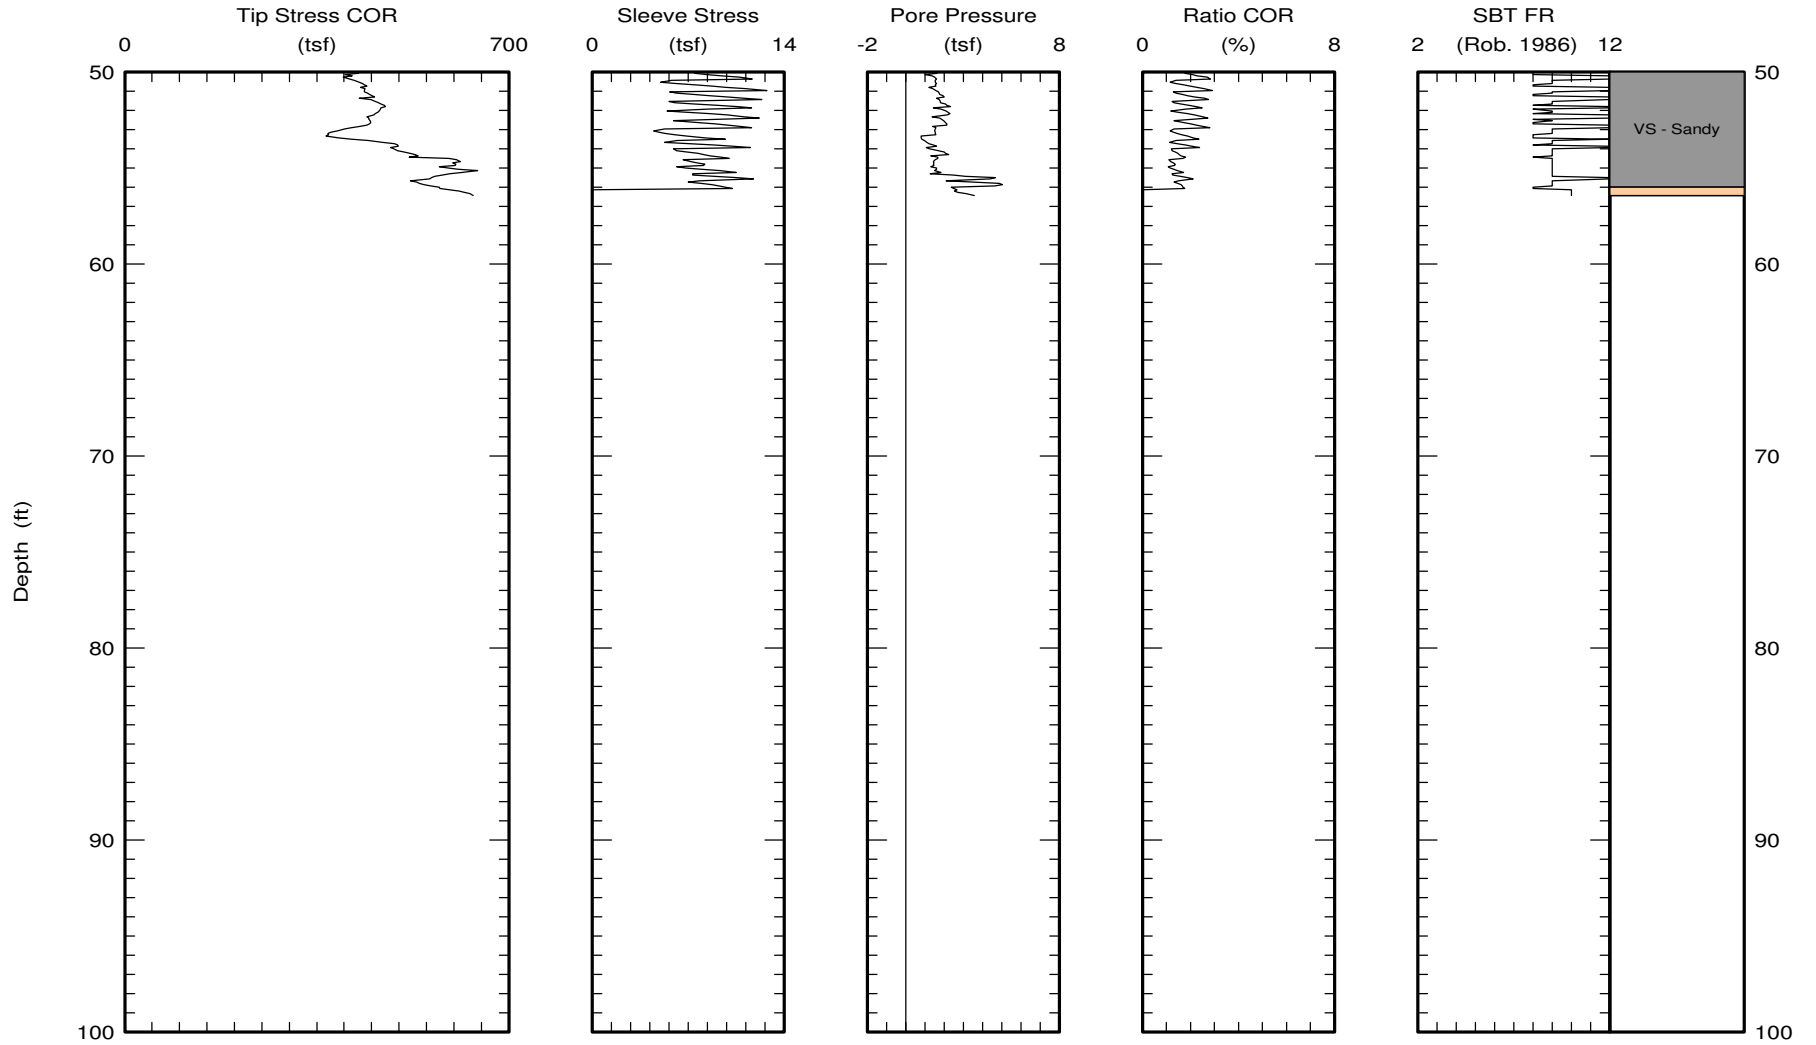 Tip Stress COR Sleeve Stress Pore Pressure Ratio COR SBT FR
0 (tsf) 700 0 (tsf) 14 -2 (tsf) 8 0 (%) 8 2 (Rob. 1986) 12
50 50
VS - Sandy
60 60
70 70
Depth (ft)
80 80
90 90
100 100